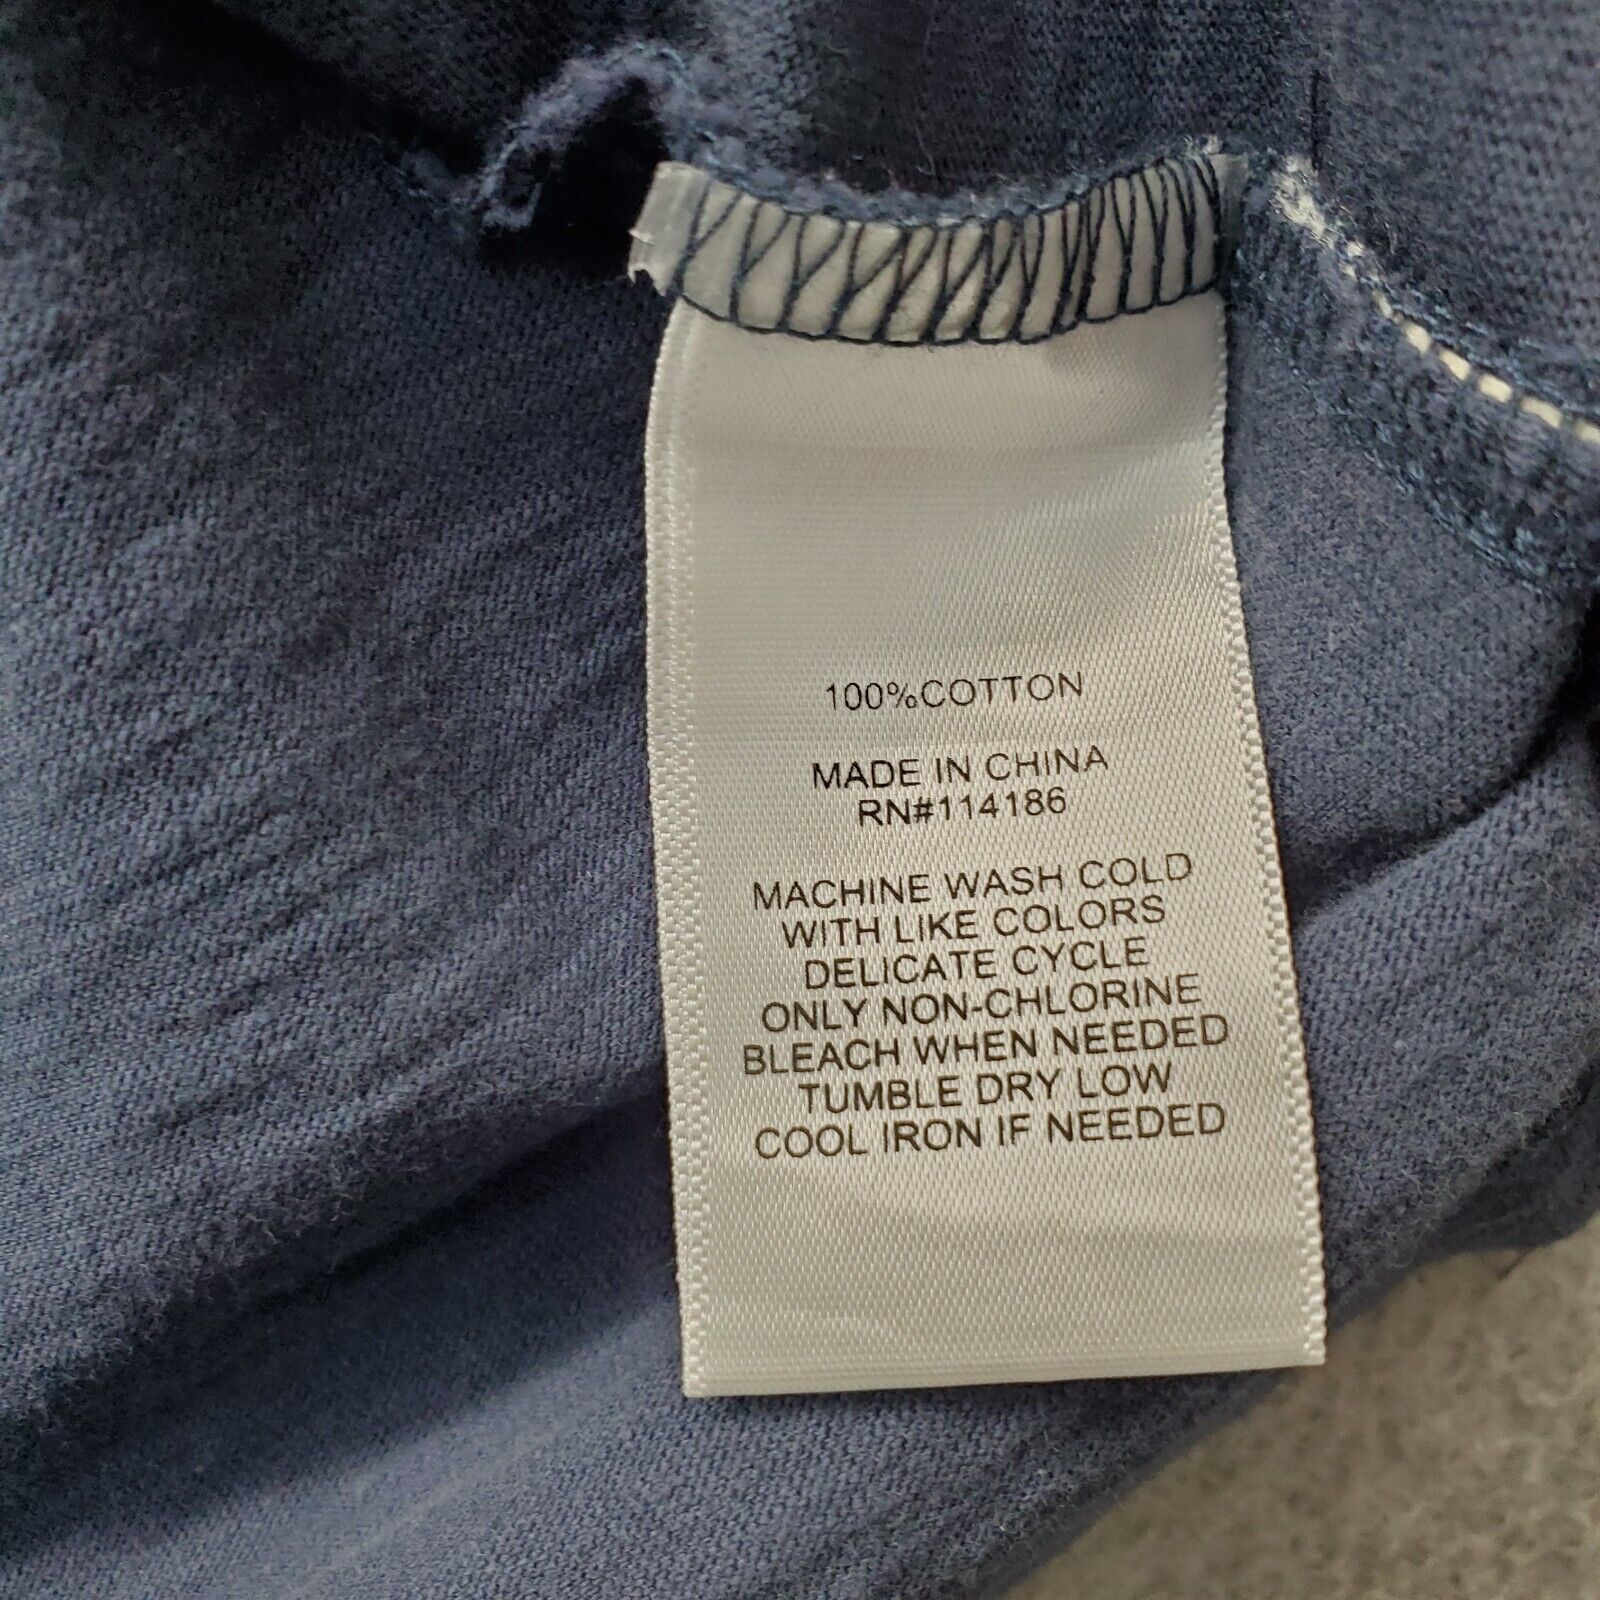 100%COTTON
MADE IN CHINA
RN#114186
MACHINE WASH COLD
WITH LIKE COLORS
DELICATE CYCLE
ONLY NON-CHLORINE
BLEACH WHEN NEEDED
TUMBLE DRY LOW
COOL IRON IF NEEDED